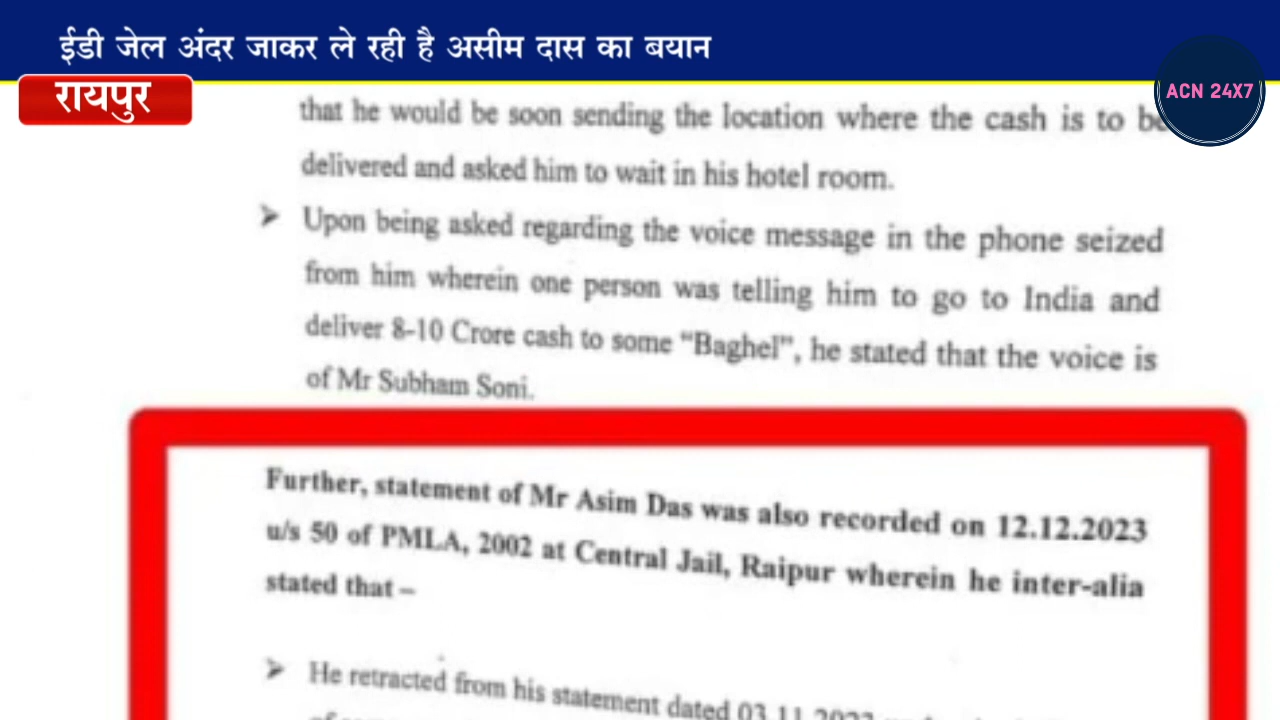 ईडी जेल अंदर जाकर ले रही है असीम दास का बयान
रायपुर
ACN 24X7
that he would be soon sending the location where the cash is to be
delivered and asked him to wait in his hotel room.
➢ Upon being asked regarding the voice message in the phone seized
from him wherein one person was telling him to go to India and
deliver 8-10 Crore cash to some “Baghel”, he stated that the voice is
of Mr Subham Soni.
Further, statement of Mr Asim Das was also recorded on 12.12.2023
u/s 50 of PMLA, 2002 at Central Jail, Raipur wherein he inter-alia
stated that –
➢ He retracted from his statement dated 03.11.2023